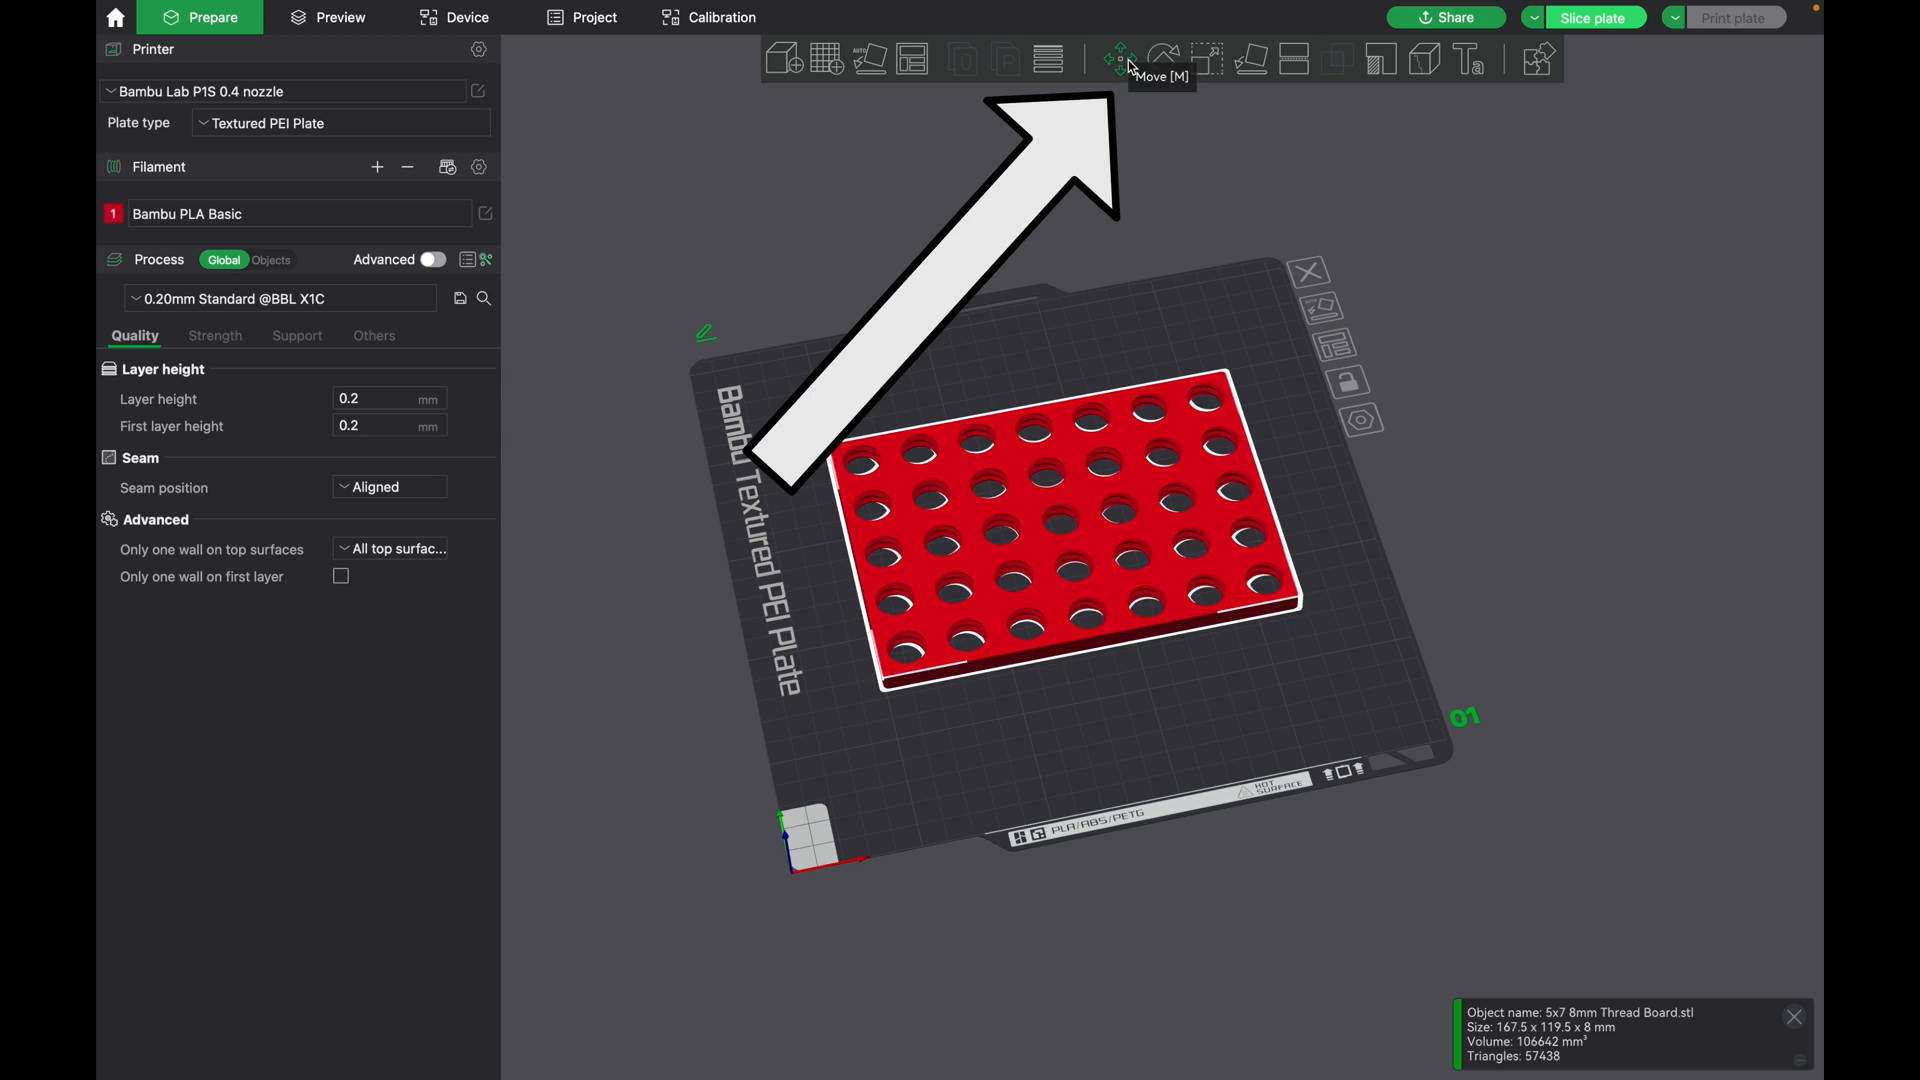 Prepare
Preview
Device
Project
Calibration
Share
Slice plate
Print plate
Printer
AUTO
Move [M]
Bambu Lab P1S 0.4 nozzle
Plate type
Textured PEI Plate
Filament
1
Bambu PLA Basic
Process
Global
Objects
Advanced
0.20mm Standard @BBL X1C
Quality
Strength
Support
Others
Layer height
Layer height
0.2
mm
First layer height
0.2
mm
Seam
Seam position
Aligned
Advanced
Only one wall on top surfaces
All top surfac...
Only one wall on first layer
Bambu Textured PEI Plate
AUTO
01
HOT
SURFACE
PLA/ABS/PETG
Object name: 5x7 8mm Thread Board.stl
Size: 167.5 x 119.5 x 8 mm
Volume: 106642 mm³
Triangles: 57438